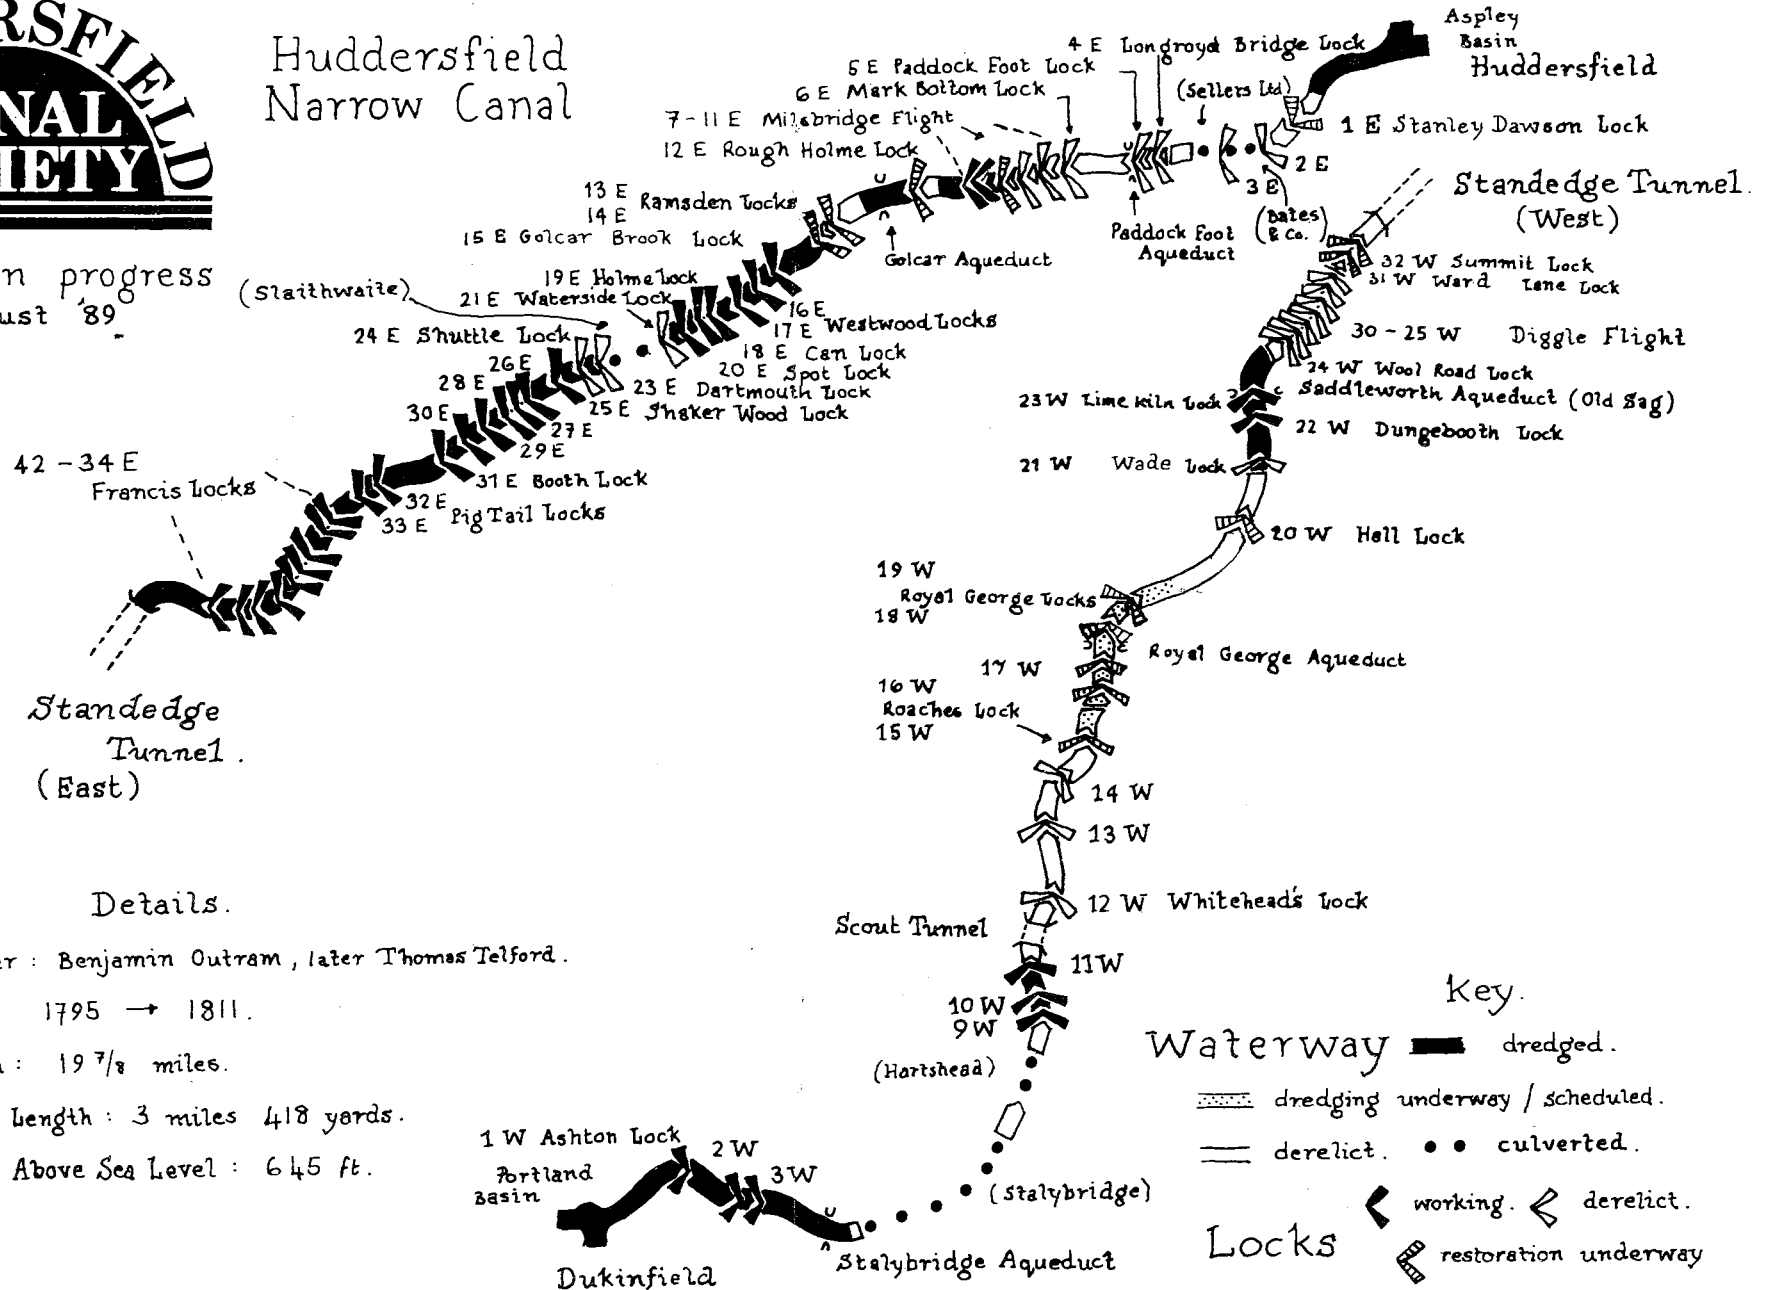 Huddersfield
Narrow Canal
Aspley
Basin
Huddersfield
4 E Longroyd Bridge Lock
5 E Paddock Foot Lock
6 E Mark Bottom Lock
(Sellers Ltd)
7-11 E Milsbridge Flight
12 E Rough Holme Lock
1 E Stanley Dawson Lock
2 E
3 E
(Bates
& Co.)
Paddock Foot
Aqueduct
Golcar Aqueduct
13 E
14 E
Ramsden Locks
15 E Golcar Brook Lock
16 E
17 E
Westwood Locks
18 E Can Lock
19 E Holme Lock
20 E Spot Lock
21 E Waterside Lock
(Slaithwaite)
23 E Dartmouth Lock
24 E Shuttle Lock
25 E Shaker Wood Lock
26 E
27 E
28 E
29 E
30 E
31 E Booth Lock
32 E
33 E
Pig Tail Locks
42-34 E
Francis Locks
Standedge
Tunnel.
(East)
Standedge Tunnel.
(West)
32 W Summit Lock
31 W Ward Lane Lock
30-25 W Diggle Flight
24 W Wool Road Lock
Saddleworth Aqueduct (Old Sag)
23 W Lime Kiln Lock
22 W Dungebooth Lock
21 W Wade Lock
20 W Hall Lock
19 W
Royal George Locks
18 W
Royal George Aqueduct
17 W
16 W
Roaches Lock
15 W
14 W
13 W
12 W Whitehead's Lock
Scout Tunnel
11 W
10 W
9 W
(Hartshead)
(Stalybridge)
Stalybridge Aqueduct
3 W
2 W
1 W Ashton Lock
Portland
Basin
Dukinfield
n progress
ust '89
Details.
er : Benjamin Outram, later Thomas Telford.
1795 → 1811.
: 19 7/8 miles.
Length : 3 miles 418 yards.
Above Sea Level : 645 ft.
Key.
Waterway
dredged.
dredging underway / scheduled.
derelict.
culverted.
Locks
working.
derelict.
restoration underway
RSFIELD
NAL
IETY